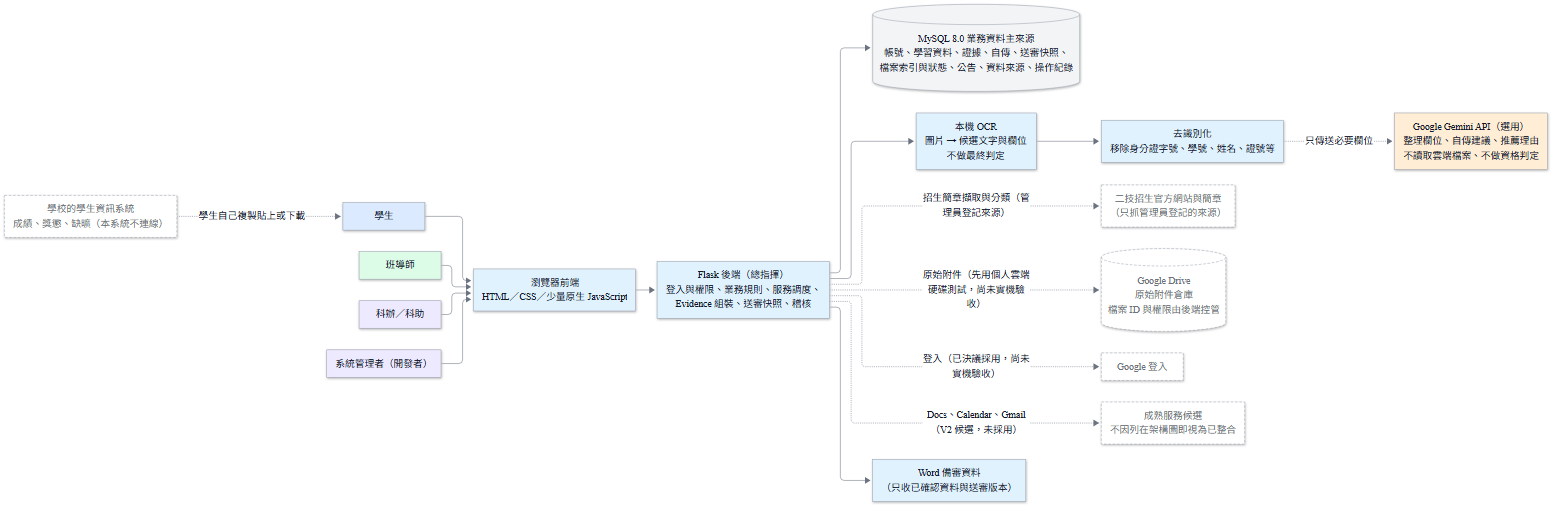 MySQL 8.0 業務資料主來源
帳號、學習資料、證據、自傳、送審快照、
檔案索引與狀態、公告、資料來源、操作紀錄
本機 OCR
圖片 → 候選文字與欄位
不做最終判定
去識別化
移除身分證字號、學號、姓名、證號等
只傳送必要欄位
Google Gemini API（選用）
整理欄位、自傳建議、推薦理由
不讀取雲端檔案、不做資格判定
學校的學生資訊系統
成績、獎懲、缺曠（本系統不連線）
學生自己複製貼上或下載
學生
招生簡章擷取與分類（管
理員登記來源）
二技招生官方網站與簡章
（只抓管理員登記的來源）
班導師
瀏覽器前端
HTML／CSS／少量原生 JavaScript
Flask 後端（總指揮）
登入與權限、業務規則、服務調度、
Evidence 組裝、送審快照、稽核
原始附件（先用個人雲端
硬碟測試，尚未實機驗
收）
Google Drive
原始附件倉庫
檔案 ID 與權限由後端控管
科辦／科助
系統管理者（開發者）
登入（已決議採用，尚未
實機驗收）
Google 登入
Docs、Calendar、Gmail
（V2 候選，未採用）
成熟服務候選
不因列在架構圖即視為已整合
Word 備審資料
（只收已確認資料與送審版本）